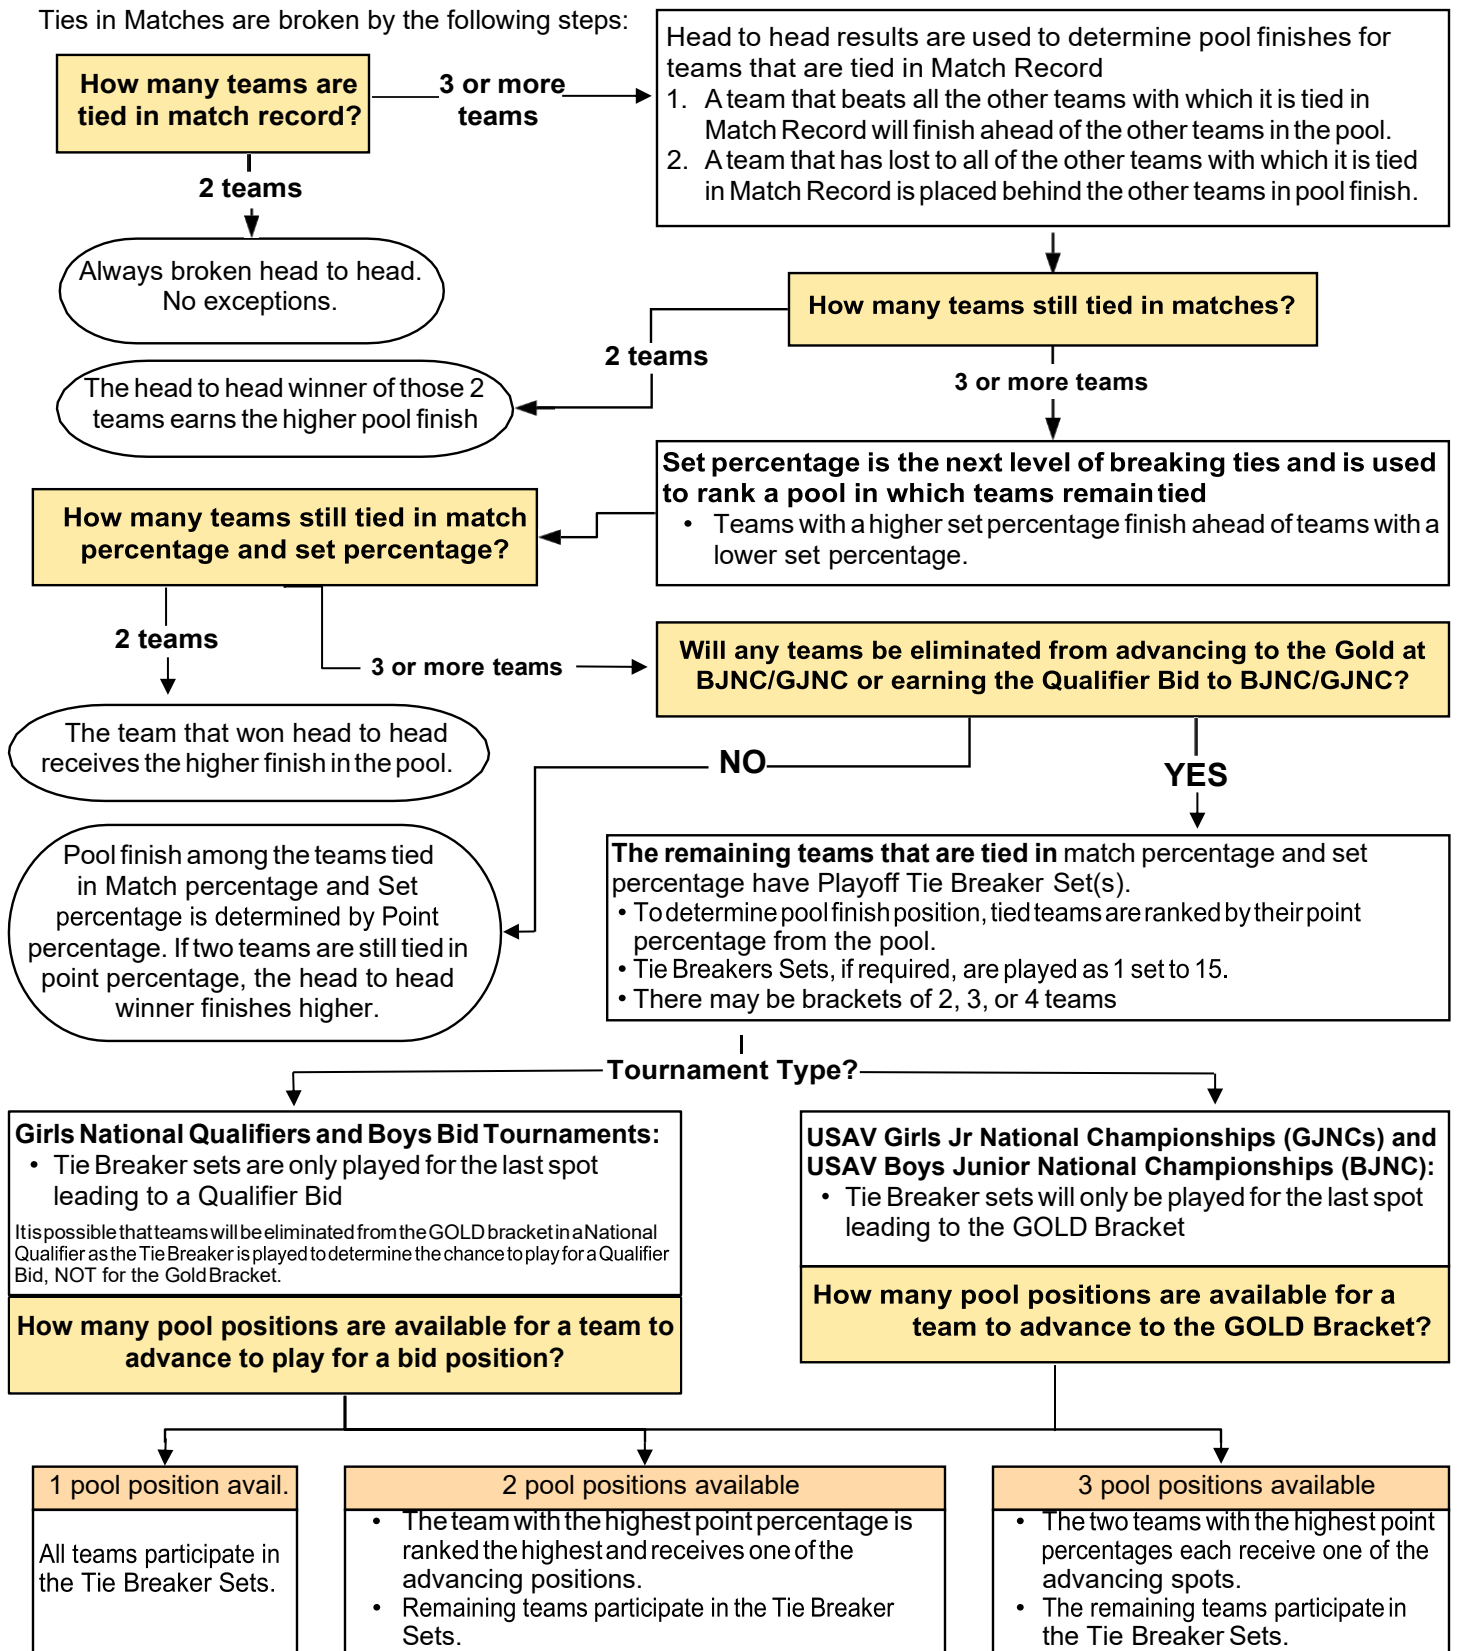 Ties in Matches are broken by the following steps:
How many teams are
tied in match record?
3 or more
teams
Head to head results are used to determine pool finishes for
teams that are tied in Match Record
1. A team that beats all the other teams with which it is tied in
Match Record will finish ahead of the other teams in the pool.
2. A team that has lost to all of the other teams with which it is tied
in Match Record is placed behind the other teams in pool finish.
2 teams
Always broken head to head.
No exceptions.
How many teams still tied in matches?
2 teams
3 or more teams
The head to head winner of those 2
teams earns the higher pool finish
Set percentage is the next level of breaking ties and is used
to rank a pool in which teams remain tied
• Teams with a higher set percentage finish ahead of teams with a
lower set percentage.
How many teams still tied in match
percentage and set percentage?
2 teams
3 or more teams
Will any teams be eliminated from advancing to the Gold at
BJNC/GJNC or earning the Qualifier Bid to BJNC/GJNC?
The team that won head to head
receives the higher finish in the pool.
NO
YES
Pool finish among the teams tied
in Match percentage and Set
percentage is determined by Point
percentage. If two teams are still tied in
point percentage, the head to head
winner finishes higher.
The remaining teams that are tied in match percentage and set
percentage have Playoff Tie Breaker Set(s).
• To determine pool finish position, tied teams are ranked by their point
percentage from the pool.
• Tie Breakers Sets, if required, are played as 1 set to 15.
• There may be brackets of 2, 3, or 4 teams
Tournament Type?
Girls National Qualifiers and Boys Bid Tournaments:
• Tie Breaker sets are only played for the last spot
leading to a Qualifier Bid
It is possible that teams will be eliminated from the GOLD bracket in a National
Qualifier as the Tie Breaker is played to determine the chance to play for a Qualifier
Bid, NOT for the Gold Bracket.
How many pool positions are available for a team to
advance to play for a bid position?
USAV Girls Jr National Championships (GJNCs) and
USAV Boys Junior National Championships (BJNC):
• Tie Breaker sets will only be played for the last spot
leading to the GOLD Bracket
How many pool positions are available for a
team to advance to the GOLD Bracket?
1 pool position avail.
All teams participate in
the Tie Breaker Sets.
2 pool positions available
• The team with the highest point percentage is
ranked the highest and receives one of the
advancing positions.
• Remaining teams participate in the Tie Breaker
Sets.
3 pool positions available
• The two teams with the highest point
percentages each receive one of the
advancing spots.
• The remaining teams participate in
the Tie Breaker Sets.